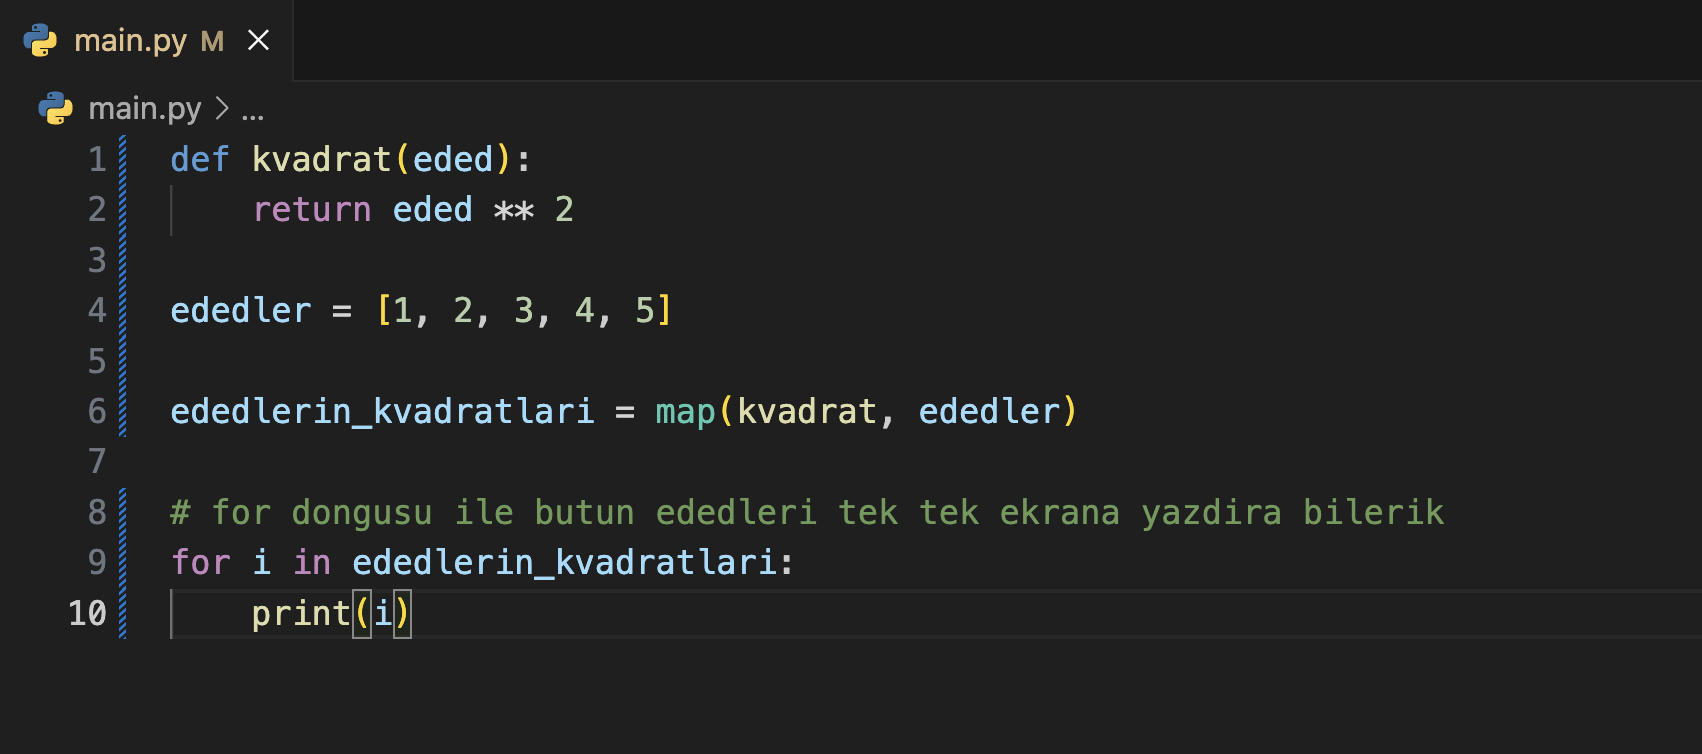 main.py M ×
main.py > ...
1 def kvadrat(eded):
2     return eded ** 2
3
4 ededler = [1, 2, 3, 4, 5]
5
6 ededlerin_kvadratlari = map(kvadrat, ededler)
7
8 # for dongusu ile butun ededleri tek tek ekrana yazdira bilerik
9 for i in ededlerin_kvadratlari:
10     print(i)